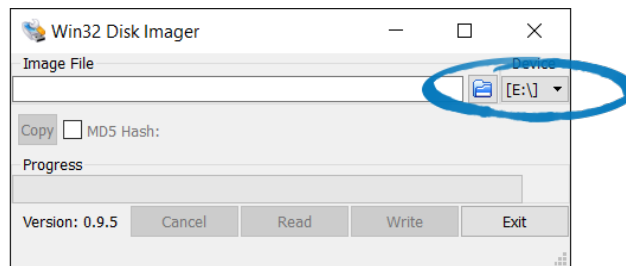 Win32 Disk Imager
Image File Device
[E:\]
Copy MD5 Hash:
Progress
Version: 0.9.5 Cancel Read Write Exit